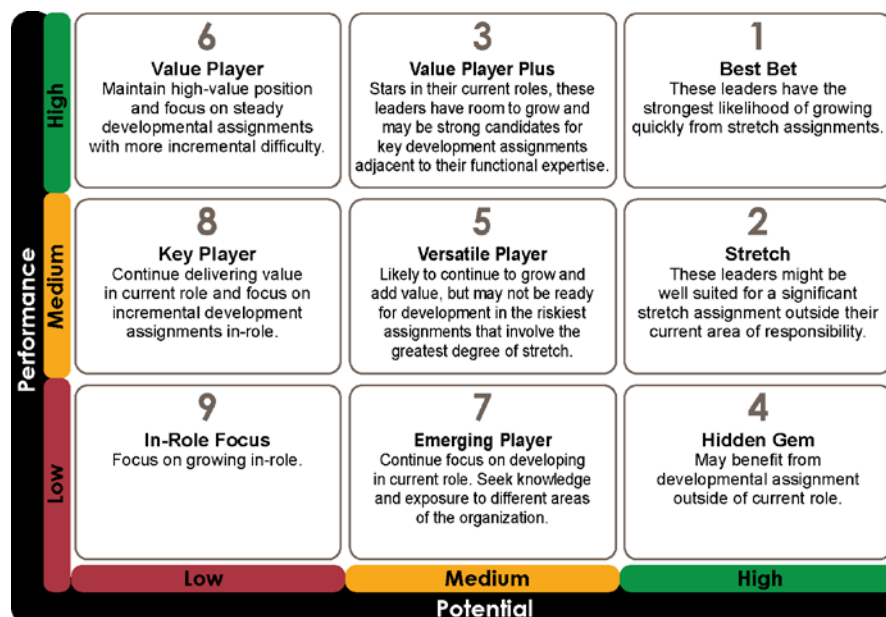 6
Value Player
Maintain high-value position
and focus on steady
developmental assignments
with more incremental difficulty.
3
Value Player Plus
Stars in their current roles, these
leaders have room to grow and
may be strong candidates for
key development assignments
adjacent to their functional expertise.
1
Best Bet
These leaders have the
strongest likelihood of growing
quickly from stretch assignments.
High
8
Key Player
Continue delivering value
in current role and focus on
incremental development
assignments in-role.
5
Versatile Player
Likely to continue to grow and
add value, but may not be ready
for development in the riskiest
assignments that involve the
greatest degree of stretch.
2
Stretch
These leaders might be
well suited for a significant
stretch assignment outside their
current area of responsibility.
Medium
9
In-Role Focus
Focus on growing in-role.
7
Emerging Player
Continue focus on developing
in current role. Seek knowledge
and exposure to different areas
of the organization.
4
Hidden Gem
May benefit from
developmental assignment
outside of current role.
Low
Performance
Low
Medium
High
Potential